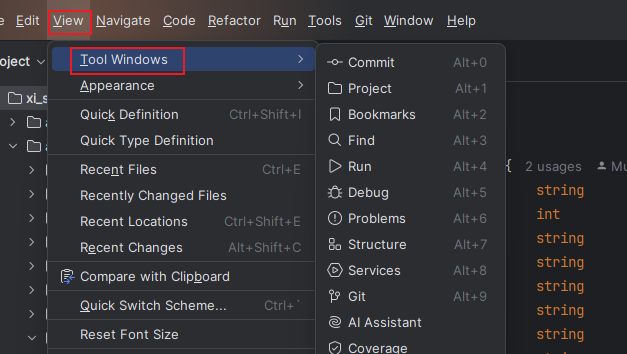 e Edit View Navigate Code Refactor Run Tools Git Window Help
oject
xi_s
Tool Windows
Appearance
Quick Definition Ctrl+Shift+I
Quick Type Definition
Recent Files Ctrl+E
Recently Changed Files
Recent Locations Ctrl+Shift+E
Recent Changes Alt+Shift+C
Compare with Clipboard
Quick Switch Scheme... Ctrl+`
Reset Font Size
Commit Alt+0
Project Alt+1
Bookmarks Alt+2
Find Alt+3
Run Alt+4
Debug Alt+5
Problems Alt+6
Structure Alt+7
Services Alt+8
Git Alt+9
AI Assistant
Coverage
{ 2 usages Mu
string
int
string
string
string
string
string